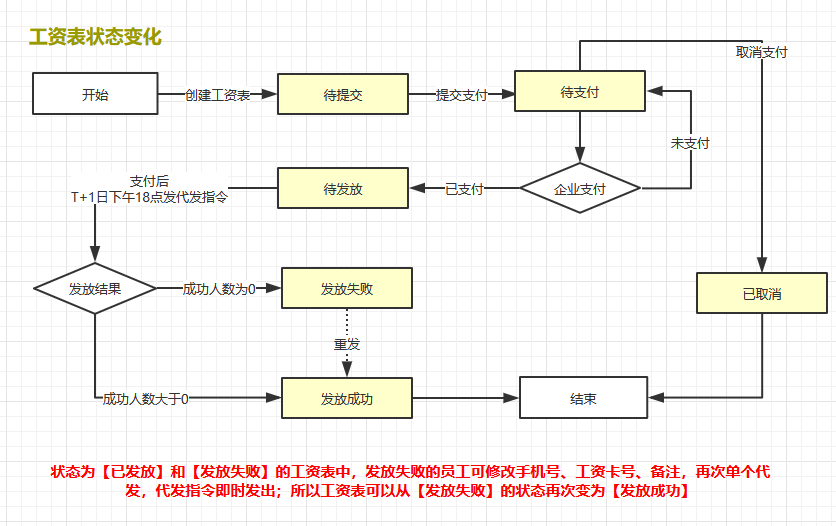 工资表状态变化
取消支付
开始
创建工资表
待提交
提交支付
待支付
未支付
支付后
T+1日下午18点发代发指令
待发放
已支付
企业支付
发放结果
成功人数为0
发放失败
已取消
重发
成功人数大于0
发放成功
结束
状态为【已发放】和【发放失败】的工资表中，发放失败的员工可修改手机号、工资卡号、备注，再次单个代
发，代发指令即时发出；所以工资表可以从【发放失败】的状态再次变为【发放成功】